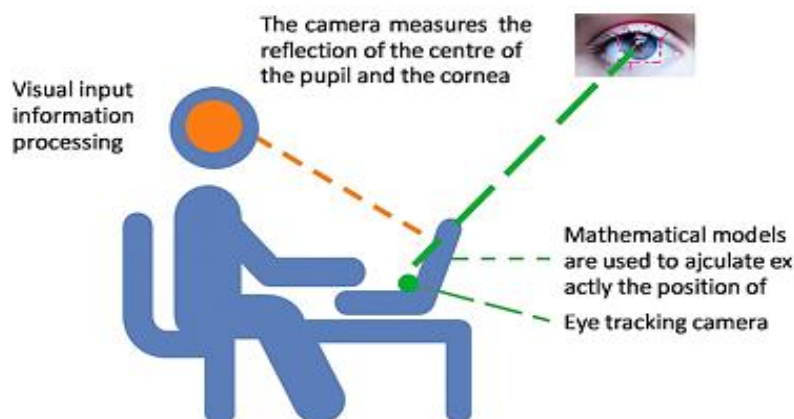 The camera measures the
reflection of the centre of
the pupil and the cornea
Visual input
information
processing
Mathematical models
are used to ajculate ex
actly the position of
Eye tracking camera